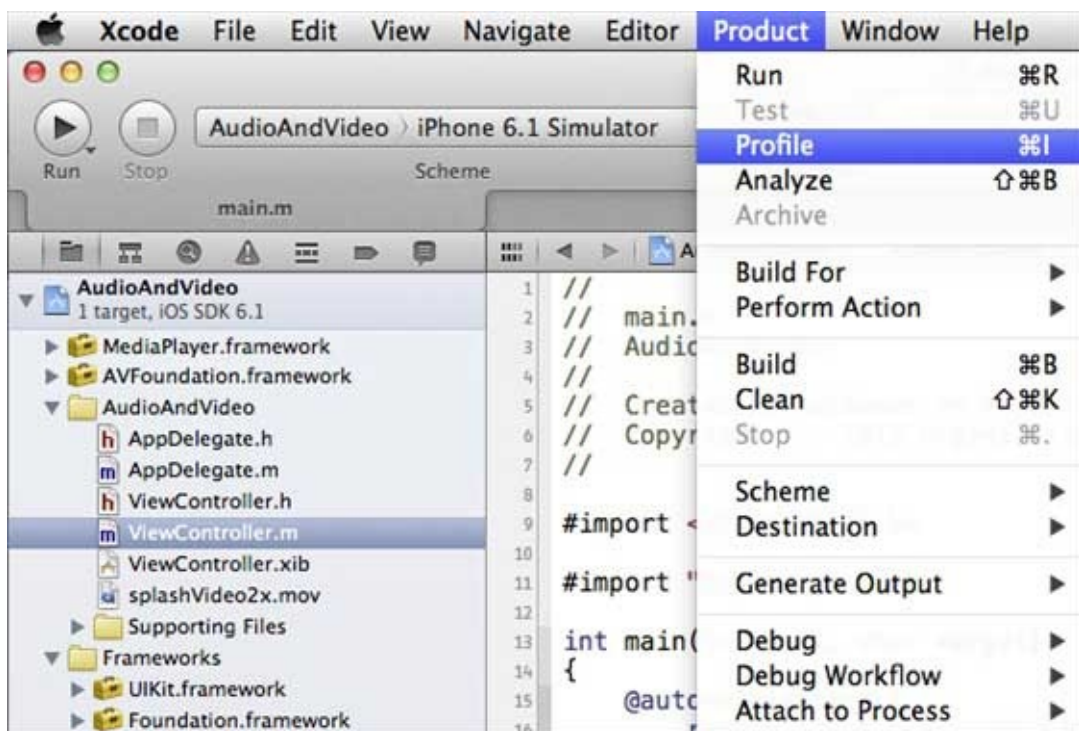 Xcode File Edit View Navigate Editor Product Window Help
Run ⌘R
Test ⌘U
Profile ⌘I
Analyze ⇧⌘B
Archive
Build For
Perform Action
Build ⌘B
Clean ⇧⌘K
Stop ⌘.
Scheme
Destination
Generate Output
Debug
Debug Workflow
Attach to Process
AudioAndVideo › iPhone 6.1 Simulator
Run Stop Scheme
main.m
AudioAndVideo
1 target, iOS SDK 6.1
MediaPlayer.framework
AVFoundation.framework
AudioAndVideo
h AppDelegate.h
m AppDelegate.m
h ViewController.h
m ViewController.m
ViewController.xib
splashVideo2x.mov
Supporting Files
Frameworks
UIKit.framework
Foundation.framework
A
1 //
2 // main.
3 // Audio
4 //
5 // Creat
6 // Copyr
7 //
8
9 #import <
10
11 #import "
12
13 int main(
14 {
15 @auto
16